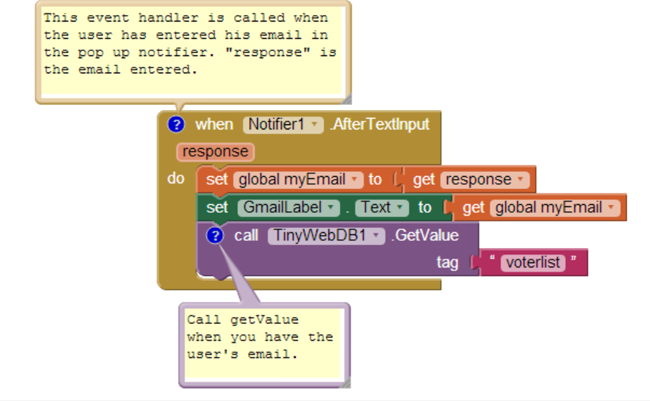 This event handler is called when
the user has entered his email in
the pop up notifier. "response" is
the email entered.
? when Notifier1 .AfterTextInput
response
do set global myEmail to get response
set GmailLabel . Text to get global myEmail
? call TinyWebDB1 .GetValue
tag " voterlist "
Call getValue
when you have the
user's email.